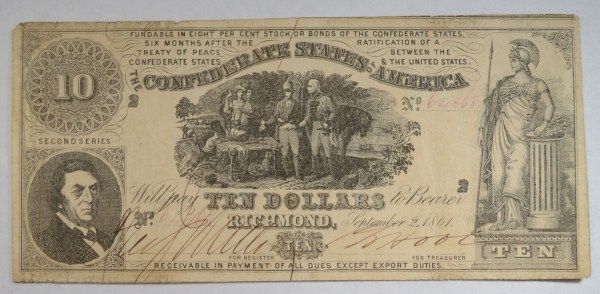 FUNDABLE IN EIGHT PER CENT STOCK OR BONDS OF THE CONFEDERATE STATES
SIX MONTHS AFTER THE RATIFICATION OF A
TREATY OF PEACE BETWEEN THE
CONFEDERATE STATES & THE UNITED STATES.
THE CONFEDERATE STATES AMERICA
10
SECOND SERIES
No.
Will pay TEN DOLLARS to Bearer
2
No.
RICHMOND, September 2, 1861.
TEN
FOR REGISTER FOR TREASURER
TEN
RECEIVABLE IN PAYMENT OF ALL DUES EXCEPT EXPORT DUTIES.